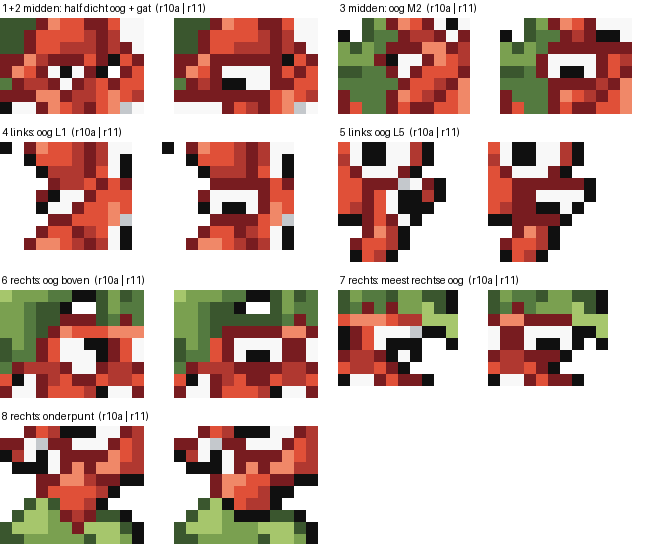 1+2 midden: half dicht oog + gat (r10a | r11)
3 midden: oog M2 (r10a | r11)
4 links: oog L1 (r10a | r11)
5 links: oog L5 (r10a | r11)
6 rechts: oog boven (r10a | r11)
7 rechts: meest rechtse oog (r10a | r11)
8 rechts: onderpunt (r10a | r11)